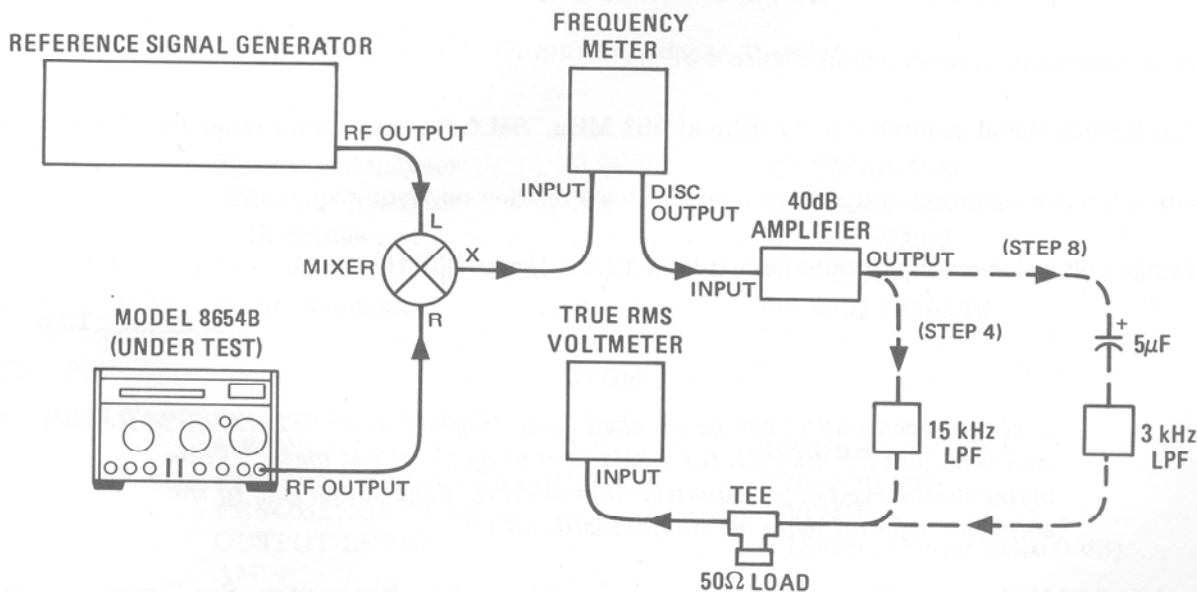 FREQUENCY
METER
REFERENCE SIGNAL GENERATOR
RF OUTPUT
INPUT
DISC
OUTPUT
40dB
AMPLIFIER
OUTPUT
(STEP 8)
L
MIXER
X
INPUT
R
MODEL 8654B
(UNDER TEST)
TRUE RMS
VOLTMETER
(STEP 4)
+
5µF
15 kHz
LPF
3 kHz
LPF
INPUT
RF OUTPUT
TEE
50Ω LOAD